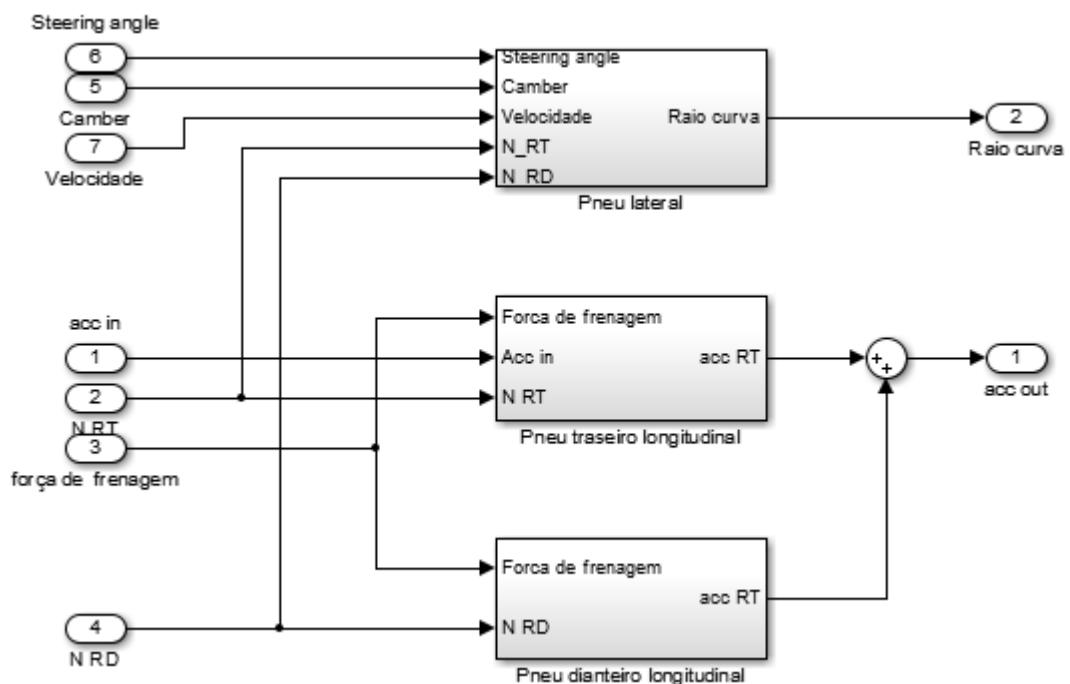 Steering angle
6
5
Camber
7
Velocidade
Steering angle
Camber
Velocidade
N_RT
N_RD
Raio curva
Pneu lateral
2
Raio curva
acc in
1
2
N RT
3
força de frenagem
Forca de frenagem
Acc in
N RT
acc RT
Pneu traseiro longitudinal
+
+
1
acc out
4
N RD
Forca de frenagem
N RD
acc RT
Pneu dianteiro longitudinal